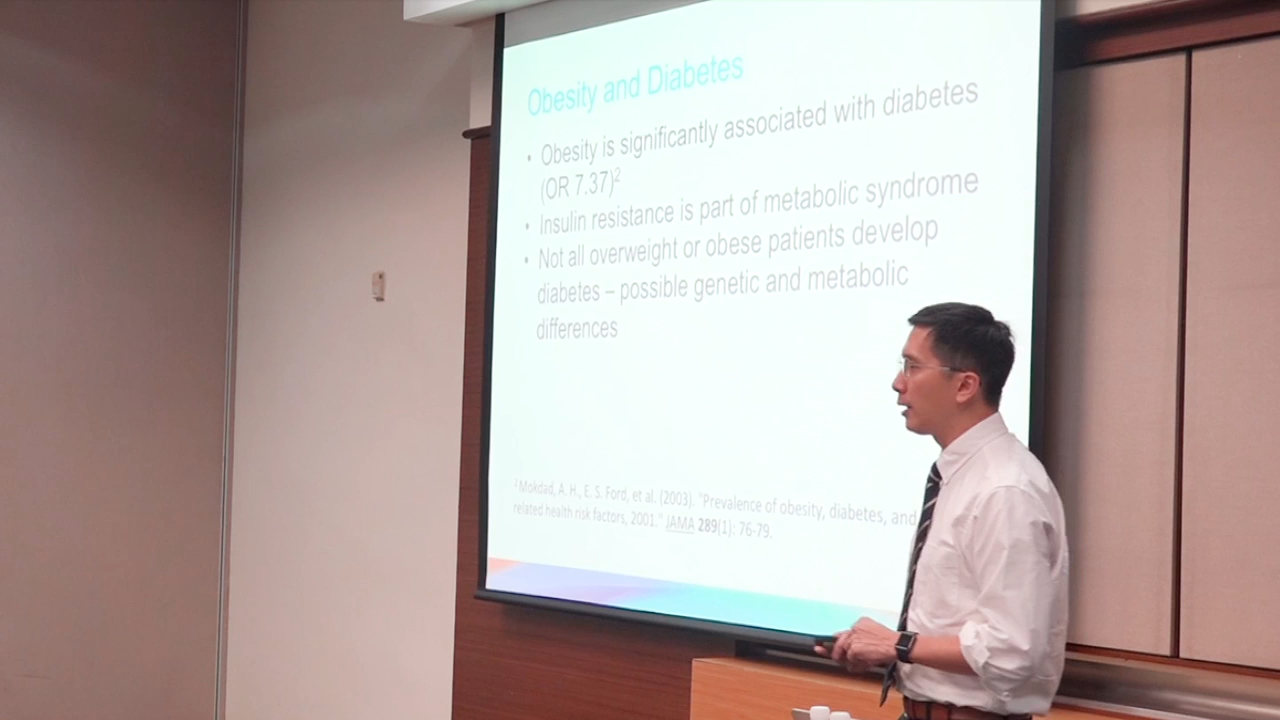 Obesity and Diabetes
• Obesity is significantly associated with diabetes
(OR 7.37)²
• Insulin resistance is part of metabolic syndrome
• Not all overweight or obese patients develop
diabetes – possible genetic and metabolic
differences
Mokdad, A. H., E. S. Ford, et al. (2003). "Prevalence of obesity, diabetes, and
related health risk factors, 2001." JAMA 289(1): 76-79.